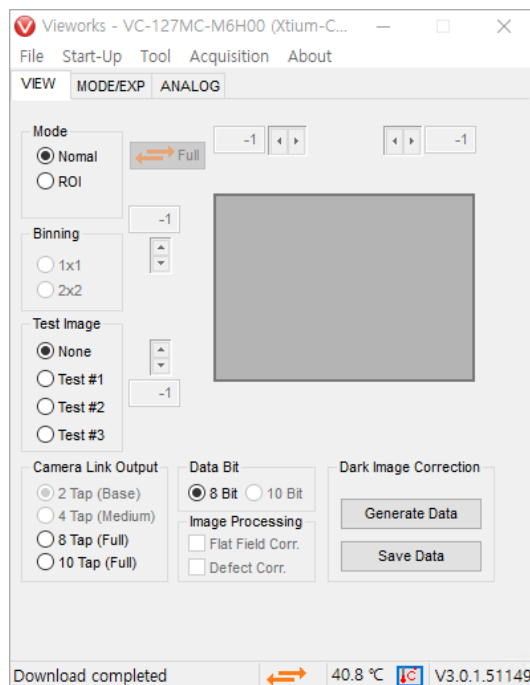 Vieworks - VC-127MC-M6H00 (Xtium-C...
File Start-Up Tool Acquisition About
VIEW MODE/EXP ANALOG
Mode
Nomal
ROI
Full
-1
-1
-1
Binning
1x1
2x2
Test Image
None
Test #1
Test #2
Test #3
-1
Camera Link Output
2 Tap (Base)
4 Tap (Medium)
8 Tap (Full)
10 Tap (Full)
Data Bit
8 Bit 10 Bit
Image Processing
Flat Field Corr.
Defect Corr.
Dark Image Correction
Generate Data
Save Data
Download completed 40.8 ℃ C V3.0.1.51149